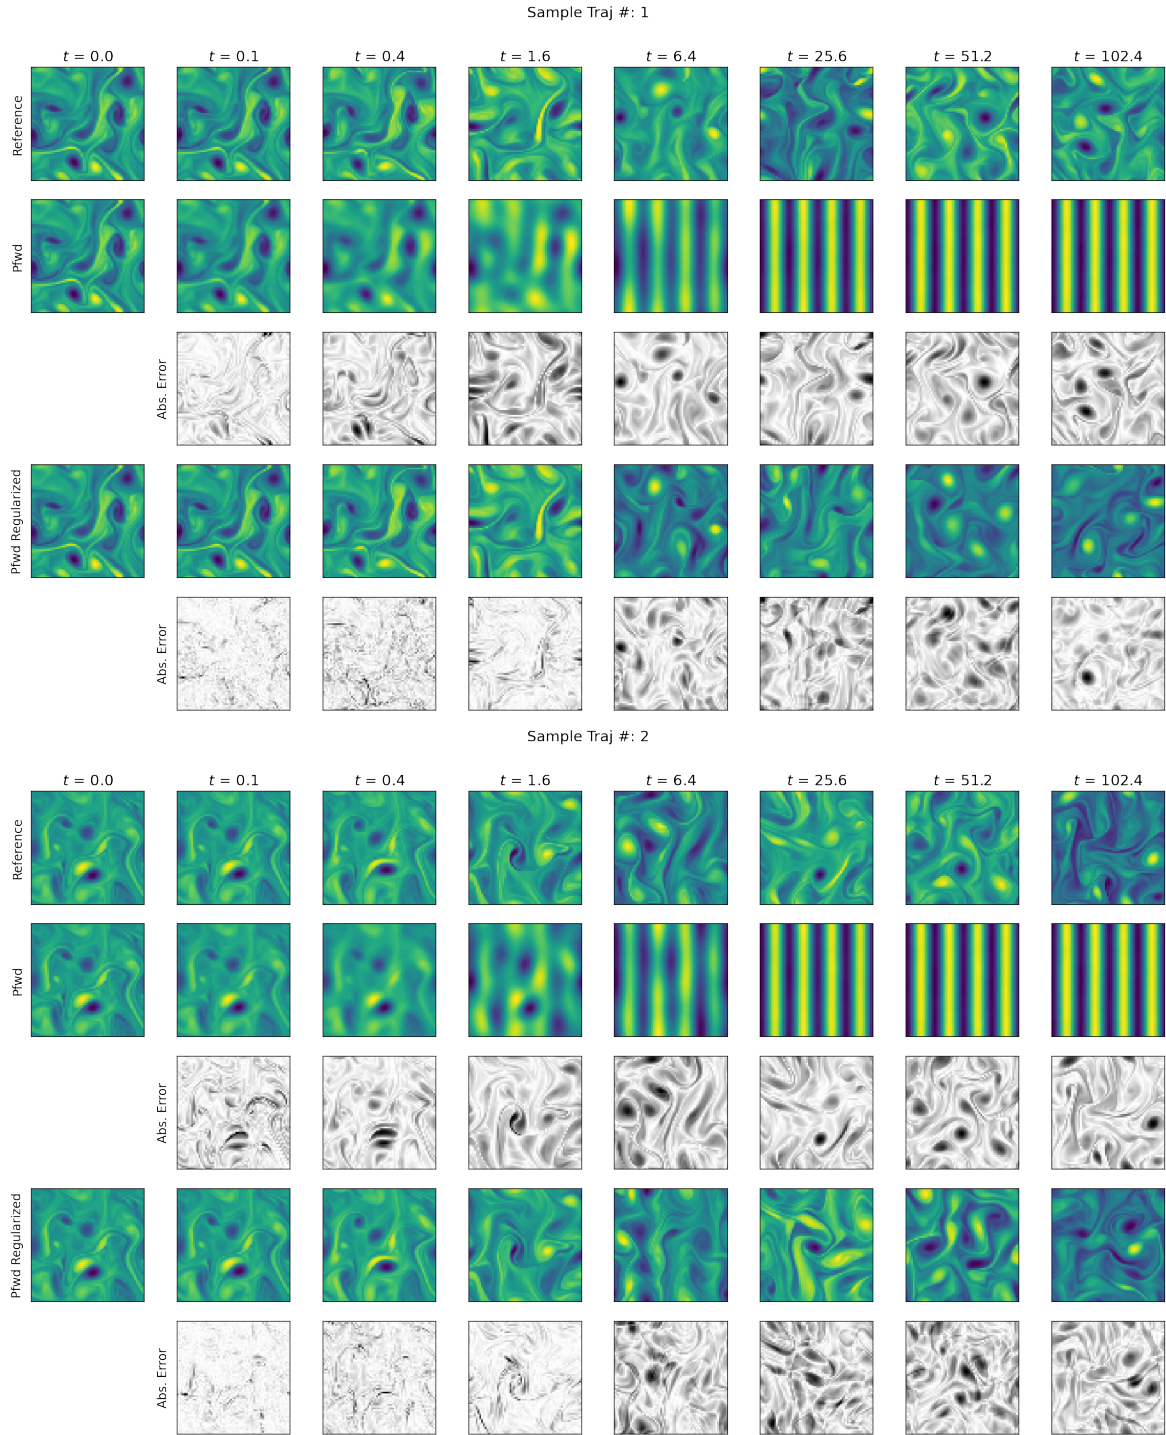 Sample Traj #: 1
t = 0.0 t = 0.1 t = 0.4 t = 1.6 t = 6.4 t = 25.6 t = 51.2 t = 102.4
Reference
Pfwd
Abs. Error
Pfwd Regularized
Abs. Error
Sample Traj #: 2
t = 0.0 t = 0.1 t = 0.4 t = 1.6 t = 6.4 t = 25.6 t = 51.2 t = 102.4
Reference
Pfwd
Abs. Error
Pfwd Regularized
Abs. Error